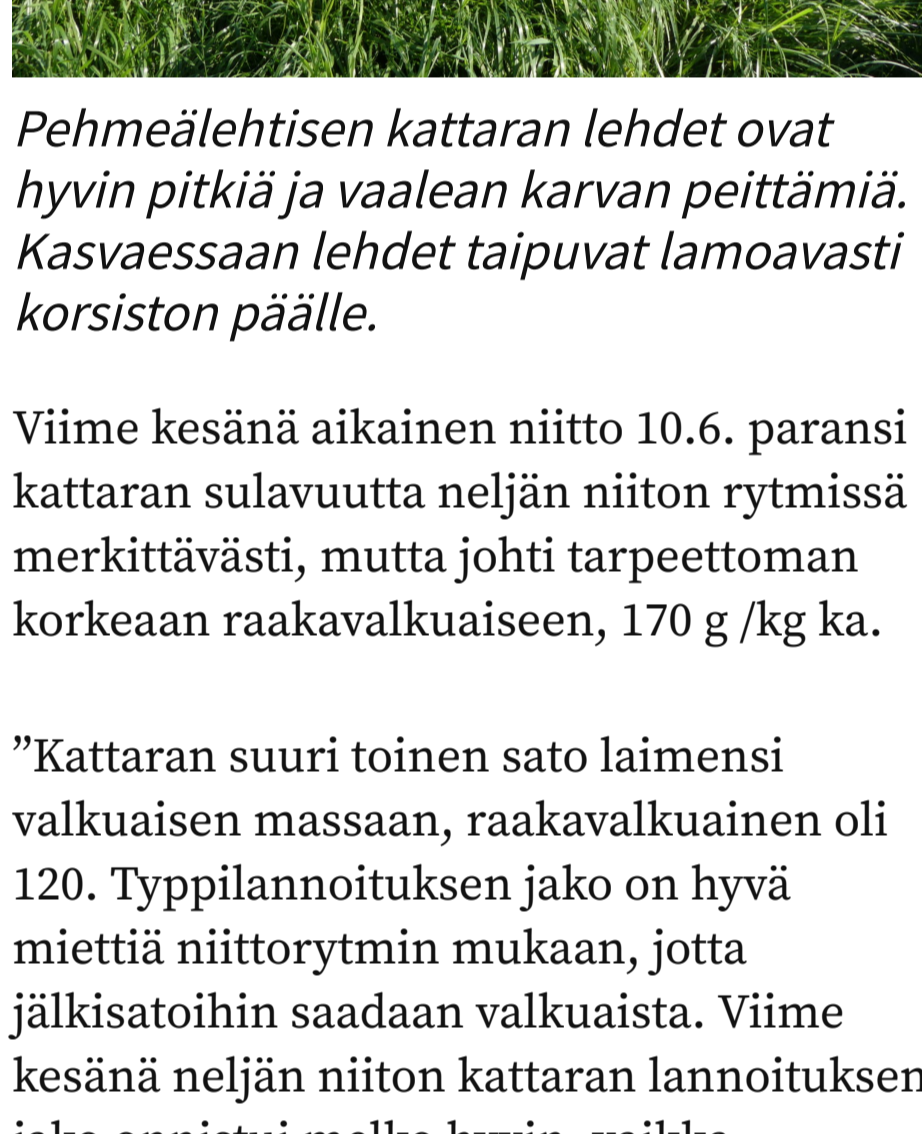 Pehmeälehtisen kattaran lehdet ovat
hyvin pitkiä ja vaalean karvan peittämiä.
Kasvaessaan lehdet taipuvat lamoavasti
korsiston päälle.
Viime kesänä aikainen niitto 10.6. paransi
kattaran sulavuutta neljän niiton rytmissä
merkittävästi, mutta johti tarpeettoman
korkeaan raakavalkuaiseen, 170 g /kg ka.
”Kattaran suuri toinen sato laimensi
valkuaisen massaan, raakavalkuainen oli
120. Typpilannoituksen jako on hyvä
miettiä niittorytmin mukaan, jotta
jälkisatoihin saadaan valkuaista. Viime
kesänä neljän niiton kattaran lannoituksen